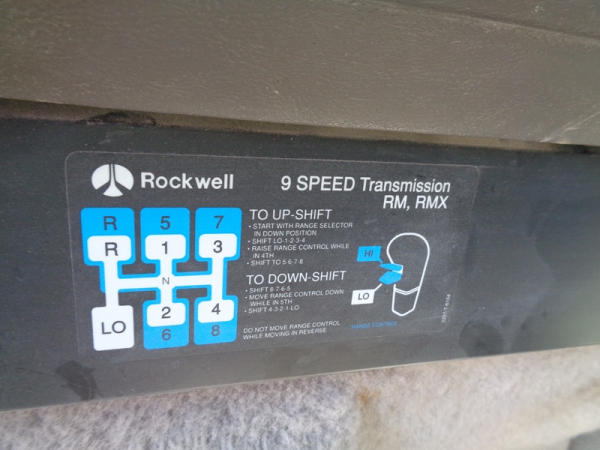 Rockwell
9 SPEED Transmission
RM, RMX
R 5 7
R 1 3
N
LO 2 4
6 8
TO UP-SHIFT
• START WITH RANGE SELECTOR
IN DOWN POSITION
• SHIFT LO-1-2-3-4
• RAISE RANGE CONTROL WHILE
IN 4TH
• SHIFT TO 5-6-7-8
TO DOWN-SHIFT
• SHIFT 8-7-6-5
• MOVE RANGE CONTROL DOWN
WHILE IN 5TH
• SHIFT 4-3-2-1-LO
DO NOT MOVE RANGE CONTROL
WHILE MOVING IN REVERSE
HI
LO
RANGE CONTROL